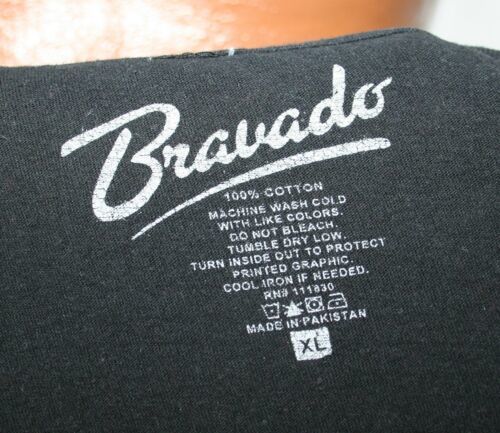 Bravado
100% COTTON
MACHINE WASH COLD
WITH LIKE COLORS.
DO NOT BLEACH.
TUMBLE DRY LOW.
TURN INSIDE OUT TO PROTECT
PRINTED GRAPHIC.
COOL IRON IF NEEDED.
RN# 111830
MADE IN PAKISTAN
XL